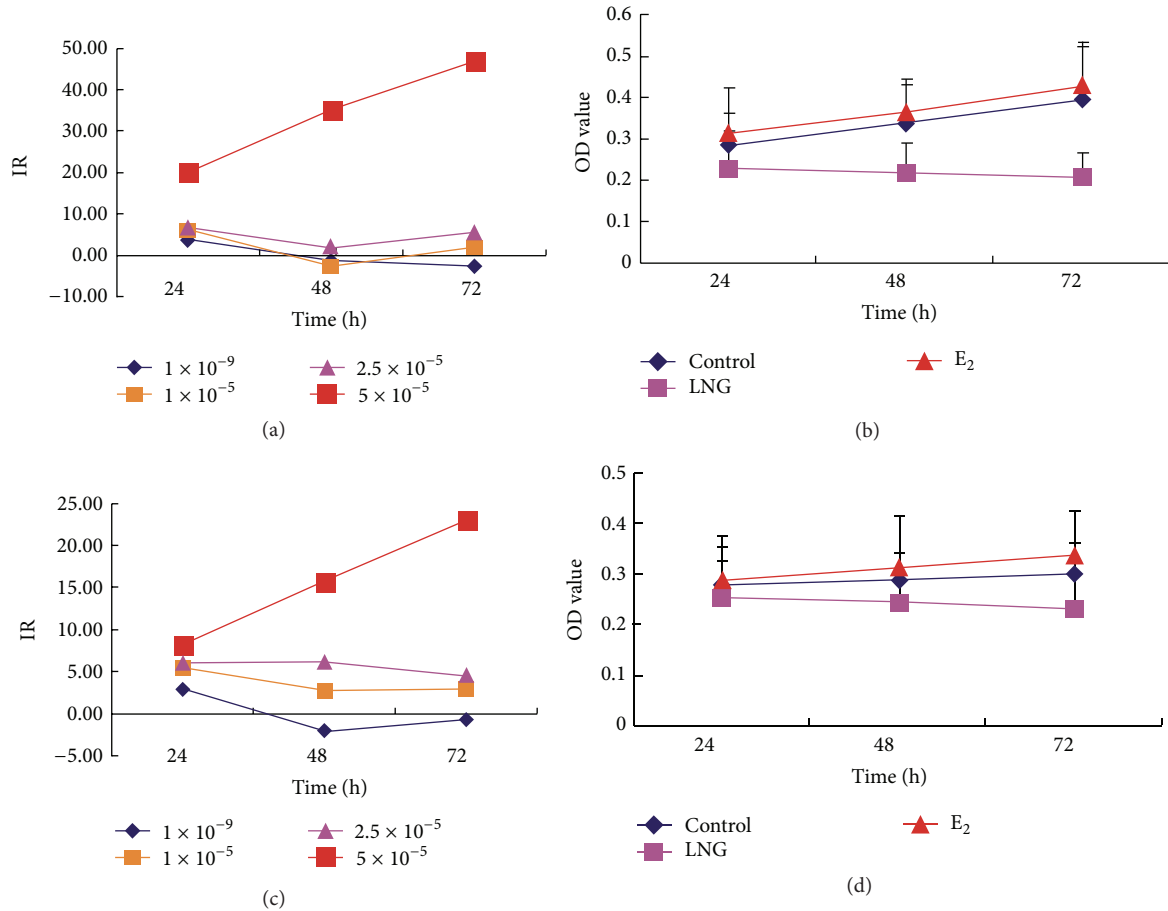 50.00
40.00
30.00
20.00
10.00
0.00
−10.00
IR
24 48 72
Time (h)
1 × 10⁻⁹ 2.5 × 10⁻⁵
1 × 10⁻⁵ 5 × 10⁻⁵
(a)
0.6
0.5
0.4
0.3
0.2
0.1
0
OD value
24 48 72
Time (h)
Control E₂
LNG
(b)
25.00
20.00
15.00
10.00
5.00
0.00
−5.00
IR
24 48 72
Time (h)
1 × 10⁻⁹ 2.5 × 10⁻⁵
1 × 10⁻⁵ 5 × 10⁻⁵
(c)
0.5
0.4
0.3
0.2
0.1
0
OD value
24 48 72
Time (h)
Control E₂
LNG
(d)